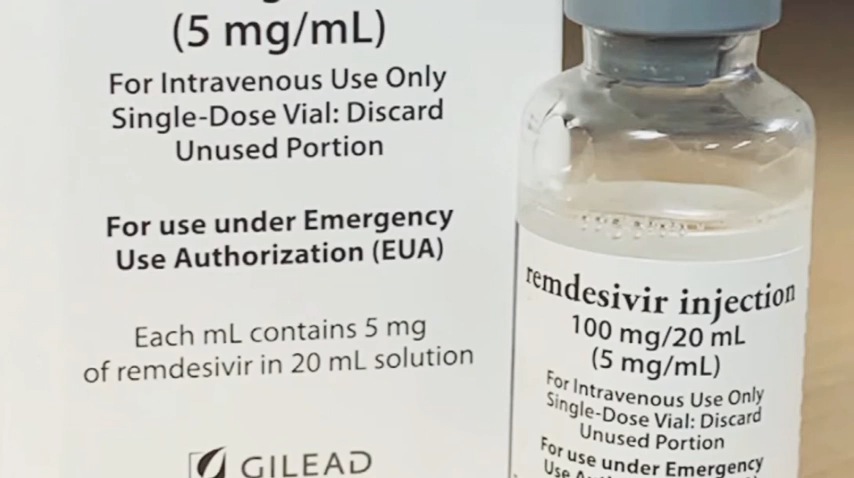 (5 mg/mL)
For Intravenous Use Only
Single-Dose Vial: Discard
Unused Portion
For use under Emergency
Use Authorization (EUA)
Each mL contains 5 mg
of remdesivir in 20 mL solution
GILEAD
remdesivir injection
100 mg/20 mL
(5 mg/mL)
For Intravenous Use Only
Single-Dose Vial: Discard
Unused Portion
For use under Emergency
Use